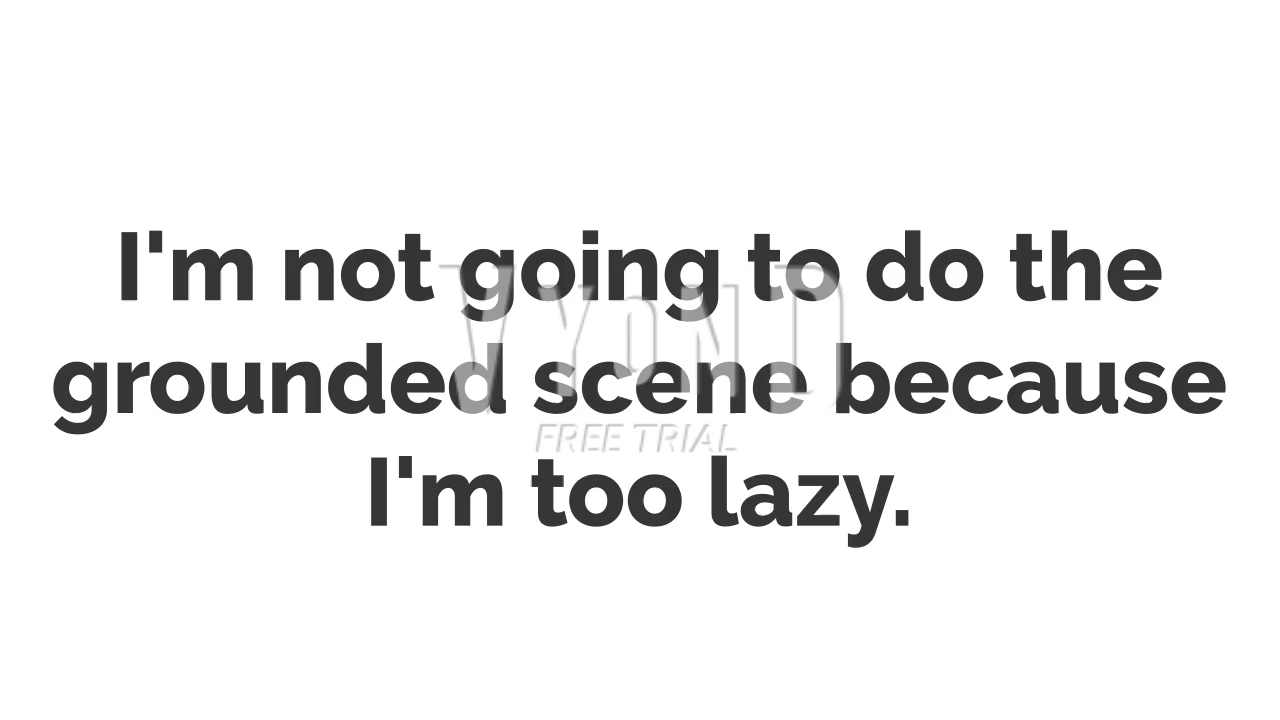 I'm not going to do the
grounded scene because
I'm too lazy.
VYOND
FREE TRIAL